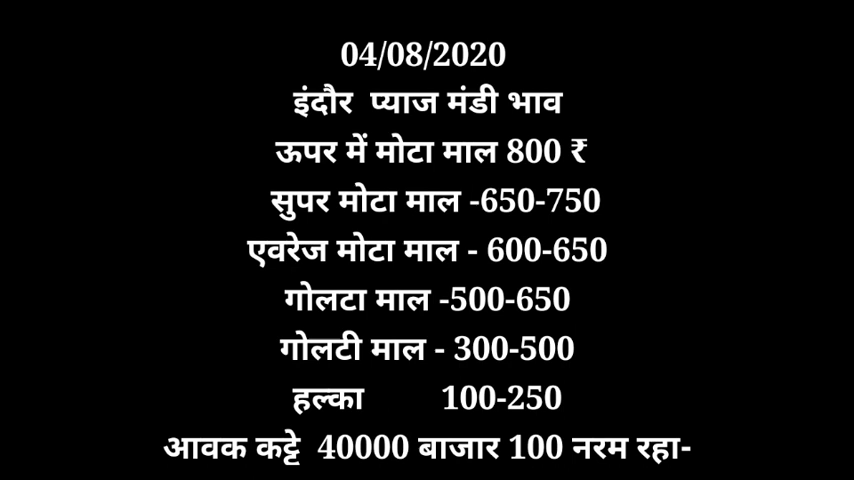 04/08/2020
इंदौर प्याज मंडी भाव
ऊपर में मोटा माल 800 ₹
सुपर मोटा माल -650-750
एवरेज मोटा माल - 600-650
गोलटा माल -500-650
गोलटी माल - 300-500
हल्का 100-250
आवक कट्टे 40000 बाजार 100 नरम रहा-